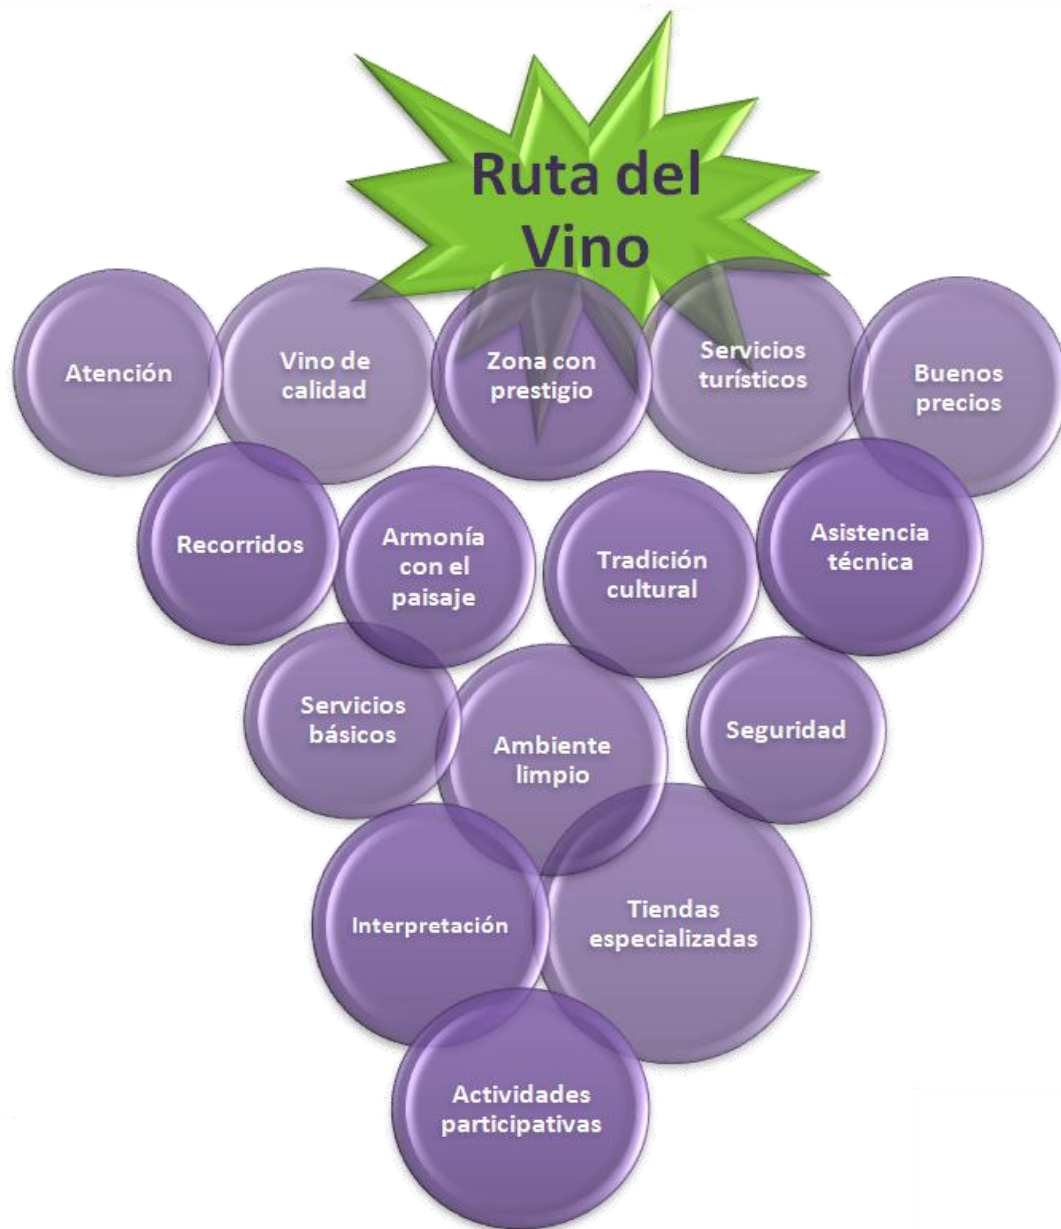 Ruta del
Vino
Atención
Vino de
calidad
Zona con
prestigio
Servicios
turísticos
Buenos
precios
Recorridos
Armonía
con el
paisaje
Tradición
cultural
Asistencia
técnica
Servicios
básicos
Ambiente
limpio
Seguridad
Interpretación
Tiendas
especializadas
Actividades
participativas